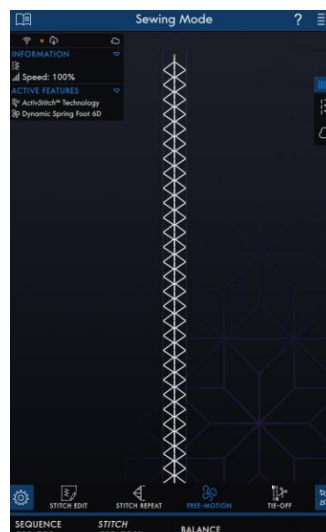 Sewing Mode ?
INFORMATION
Speed: 100%
ACTIVE FEATURES
ActivStitch™ Technology
Dynamic Spring Foot 6D
STITCH EDIT STITCH REPEAT FREE-MOTION TIE-OFF
SEQUENCE STITCH BALANCE